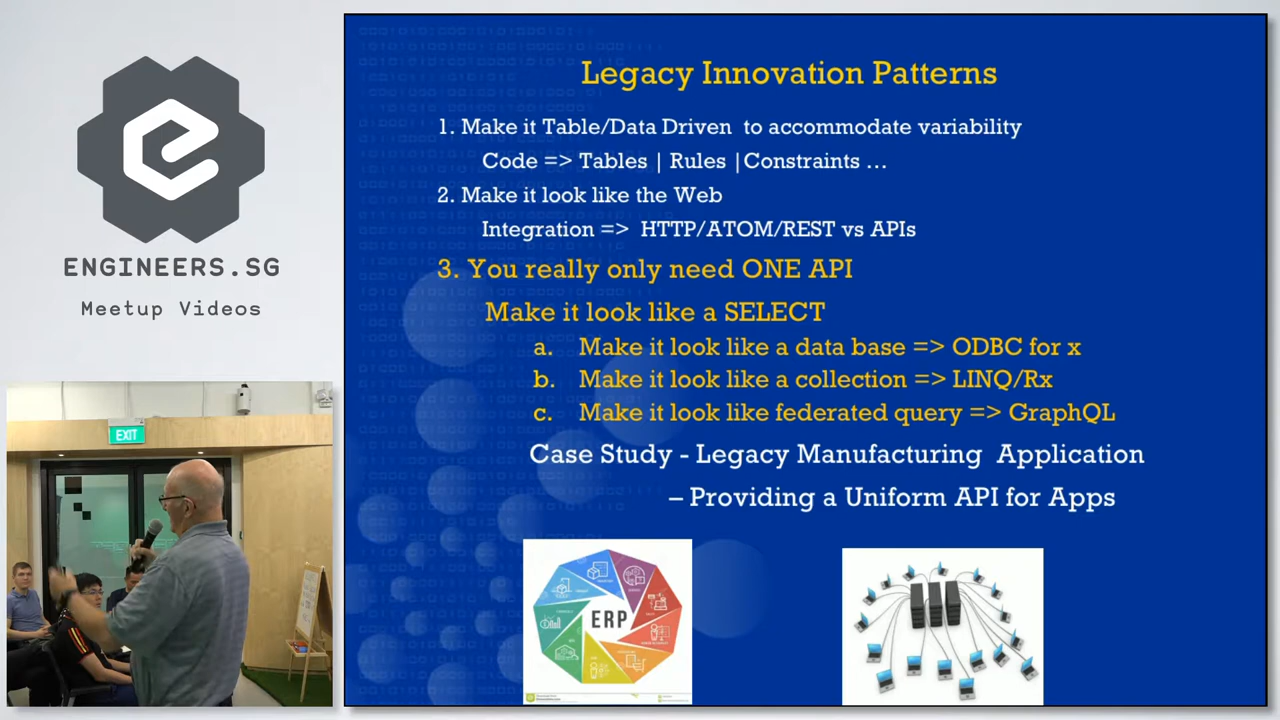 ENGINEERS.SG
Meetup Videos
EXIT
Legacy Innovation Patterns
1. Make it Table/Data Driven to accommodate variability
Code => Tables | Rules |Constraints ...
2. Make it look like the Web
Integration => HTTP/ATOM/REST vs APIs
3. You really only need ONE API
Make it look like a SELECT
a. Make it look like a data base => ODBC for x
b. Make it look like a collection => LINQ/Rx
c. Make it look like federated query => GraphQL
Case Study - Legacy Manufacturing Application
– Providing a Uniform API for Apps
ERP